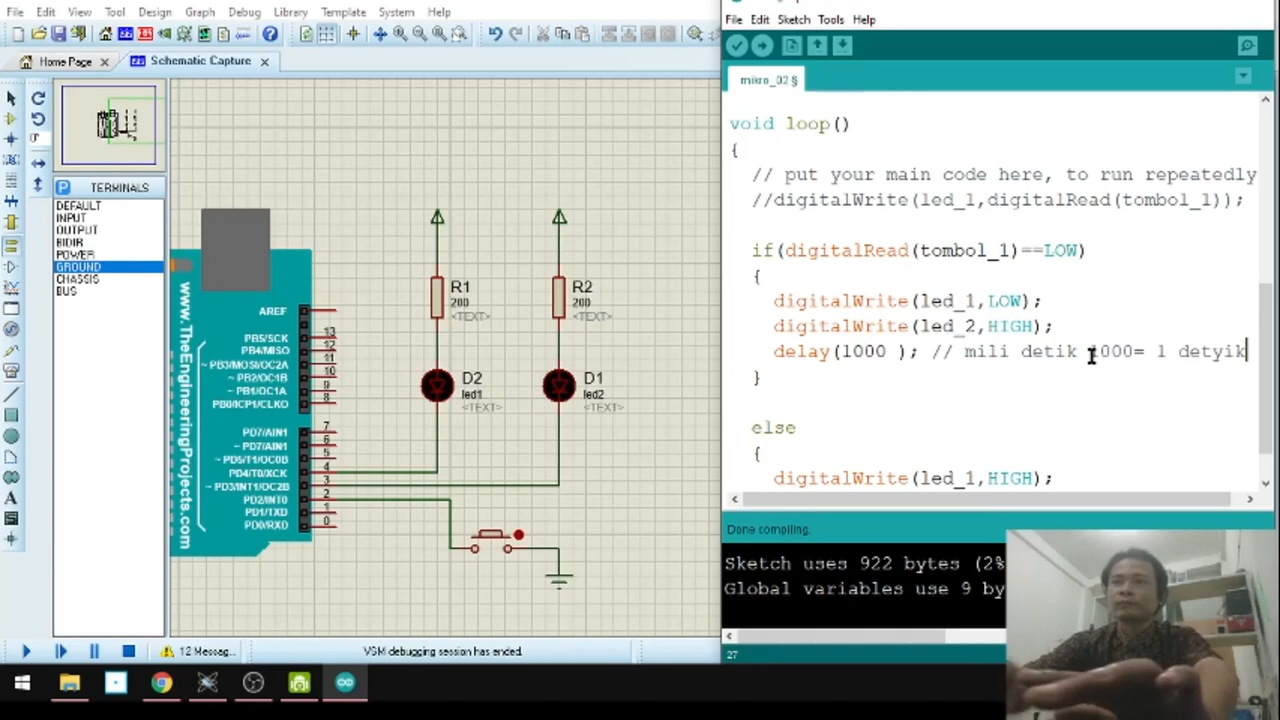 File Edit View Tool Design Graph Debug Library Template System Help
Home Page
Schematic Capture
0°
TERMINALS
DEFAULT
INPUT
OUTPUT
BIDIR
POWER
GROUND
CHASSIS
BUS
www.TheEngineeringProjects.com
AREF
PB5/SCK 13
PB4/MISO 12
~ PB3/MOSI/OC2A 11
~ PB2/OC1B 10
~ PB1/OC1A 9
PB0/ICP1/CLKO 8
PD7/AIN1 7
~ PD7/AIN1 6
~ PD5/T1/OC0B 5
PD4/T0/XCK 4
~ PD3/INT1/OC2B 3
PD2/INT0 2
PD1/TXD 1
PD0/RXD 0
R1
200
<TEXT>
R2
200
<TEXT>
D2
led1
<TEXT>
D1
led2
<TEXT>
12 Messag...
VSM debugging session has ended.
File Edit Sketch Tools Help
mikro_02 §
void loop()
{
// put your main code here, to run repeatedly
//digitalWrite(led_1,digitalRead(tombol_1));
if(digitalRead(tombol_1)==LOW)
{
digitalWrite(led_1,LOW);
digitalWrite(led_2,HIGH);
delay(1000 ); // mili detik 1000= 1 detyik
}
else
{
digitalWrite(led_1,HIGH);
Done compiling.
Sketch uses 922 bytes (2%
Global variables use 9 by
27